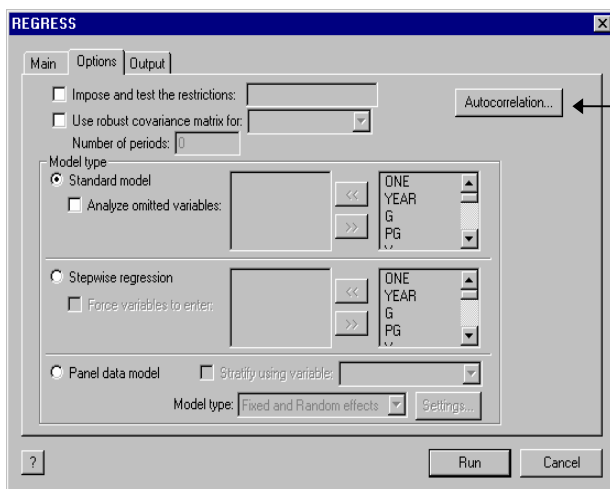 REGRESS
Main
Options
Output
Impose and test the restrictions:
Autocorrelation...
Use robust covariance matrix for:
Number of periods: 0
Model type
Standard model
Analyze omitted variables:
<<
>>
ONE
YEAR
G
PG
Stepwise regression
Force variables to enter:
<<
>>
ONE
YEAR
G
PG
Panel data model
Stratify using variable:
Model type: Fixed and Random effects
Settings...
?
Run
Cancel